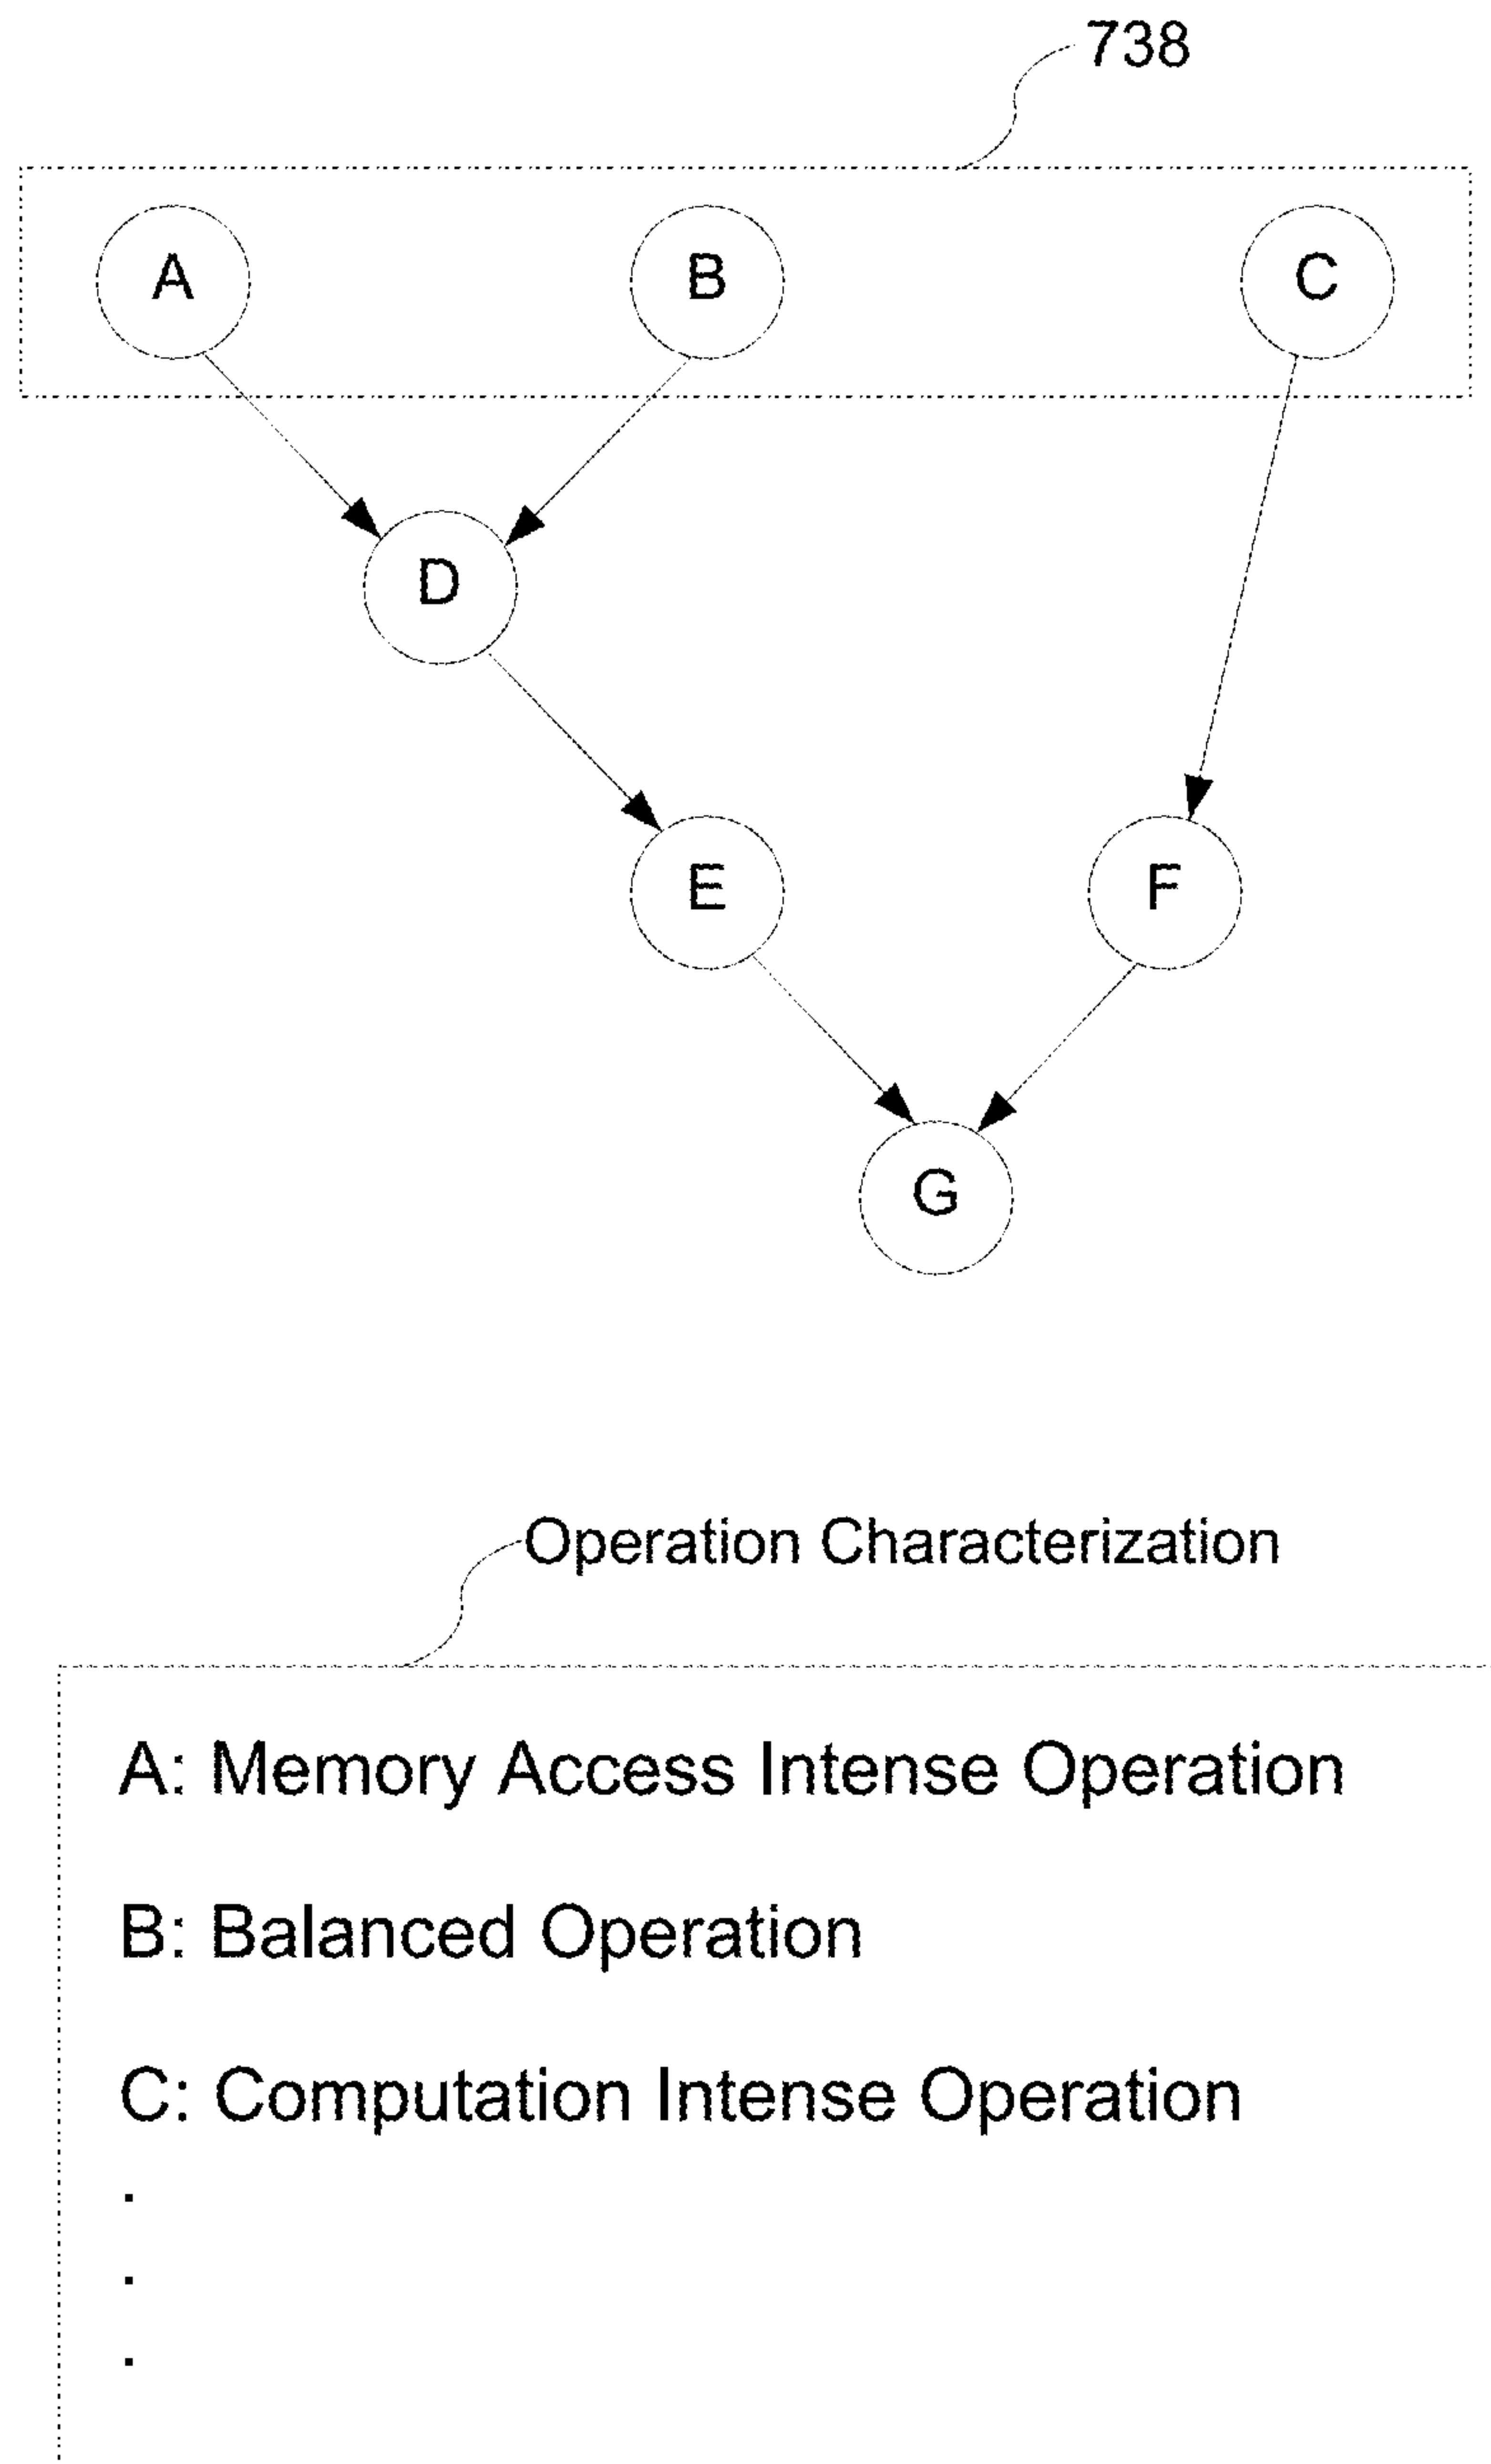 738
A
B
C
D
E
F
G
Operation Characterization
A: Memory Access Intense Operation
B: Balanced Operation
C: Computation Intense Operation
.
.
.